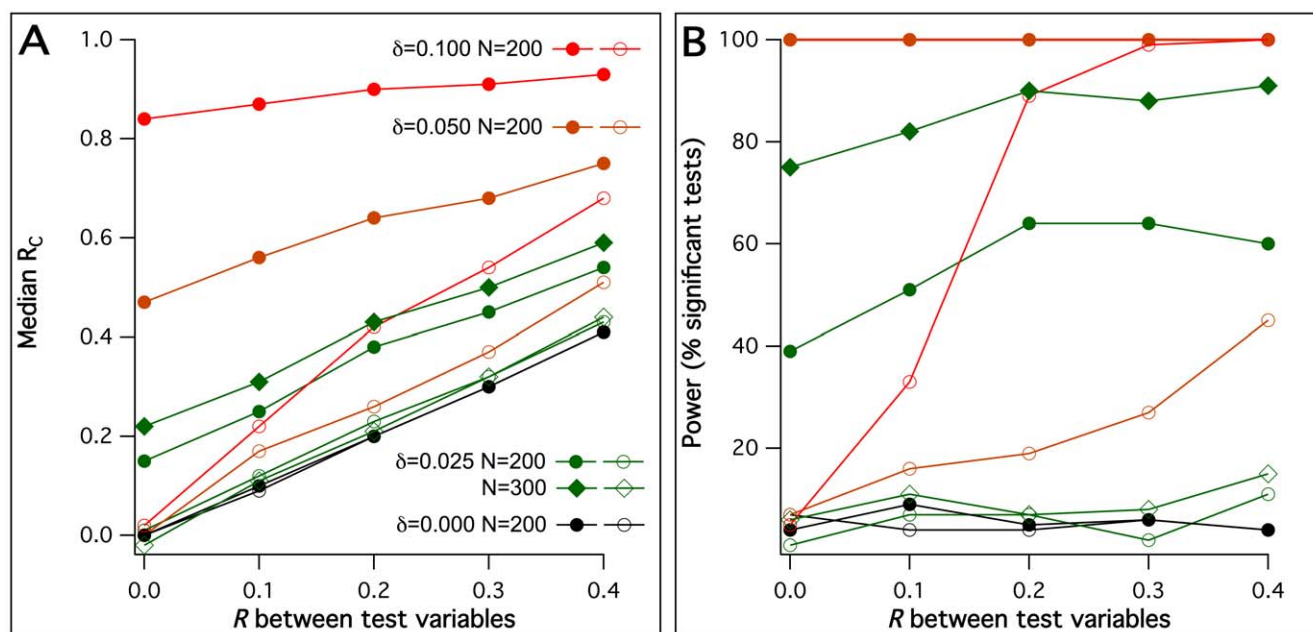 A
Median R_C
1.0
0.8
0.6
0.4
0.2
0.0
δ=0.100 N=200
δ=0.050 N=200
δ=0.025 N=200
N=300
δ=0.000 N=200
0.0 0.1 0.2 0.3 0.4
R between test variables
B
Power (% significant tests)
100
80
60
40
20
0.0 0.1 0.2 0.3 0.4
R between test variables